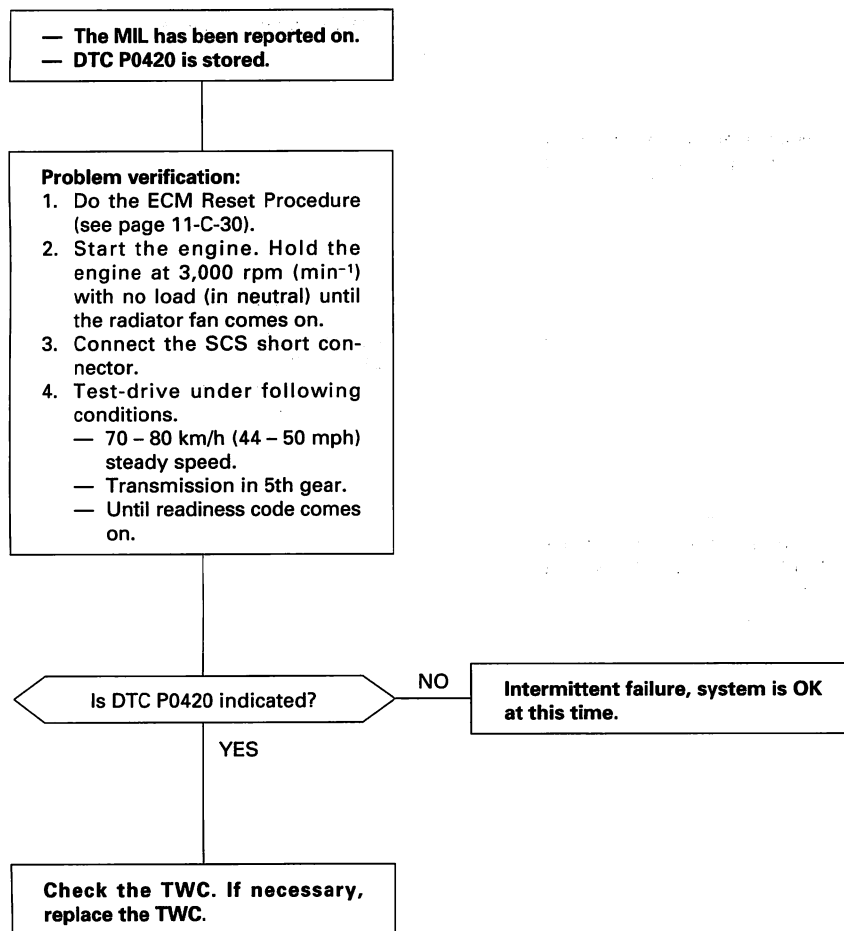 — The MIL has been reported on.
— DTC P0420 is stored.
Problem verification:
1. Do the ECM Reset Procedure
(see page 11-C-30).
2. Start the engine. Hold the
engine at 3,000 rpm (min⁻¹)
with no load (in neutral) until
the radiator fan comes on.
3. Connect the SCS short con-
nector.
4. Test-drive under following
conditions.
— 70 – 80 km/h (44 – 50 mph)
steady speed.
— Transmission in 5th gear.
— Until readiness code comes
on.
Is DTC P0420 indicated?
NO
Intermittent failure, system is OK
at this time.
YES
Check the TWC. If necessary,
replace the TWC.